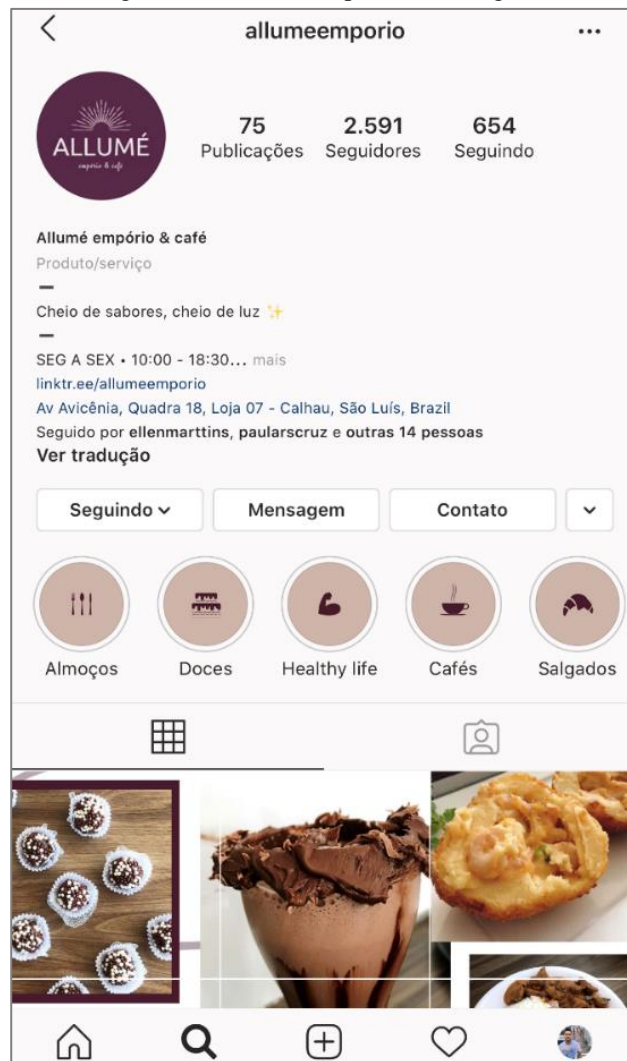 allumeemporio
ALLUMÉ
empório & café
75 2.591 654
Publicações Seguidores Seguindo
Allumé empório & café
Produto/serviço
—
Cheio de sabores, cheio de luz ✨
—
SEG A SEX • 10:00 - 18:30... mais
linktr.ee/allumeemporio
Av Avicênia, Quadra 18, Loja 07 - Calhau, São Luís, Brazil
Seguido por ellenmarttins, paularscruz e outras 14 pessoas
Ver tradução
Seguindo Mensagem Contato
Almoços Doces Healthy life Cafés Salgados